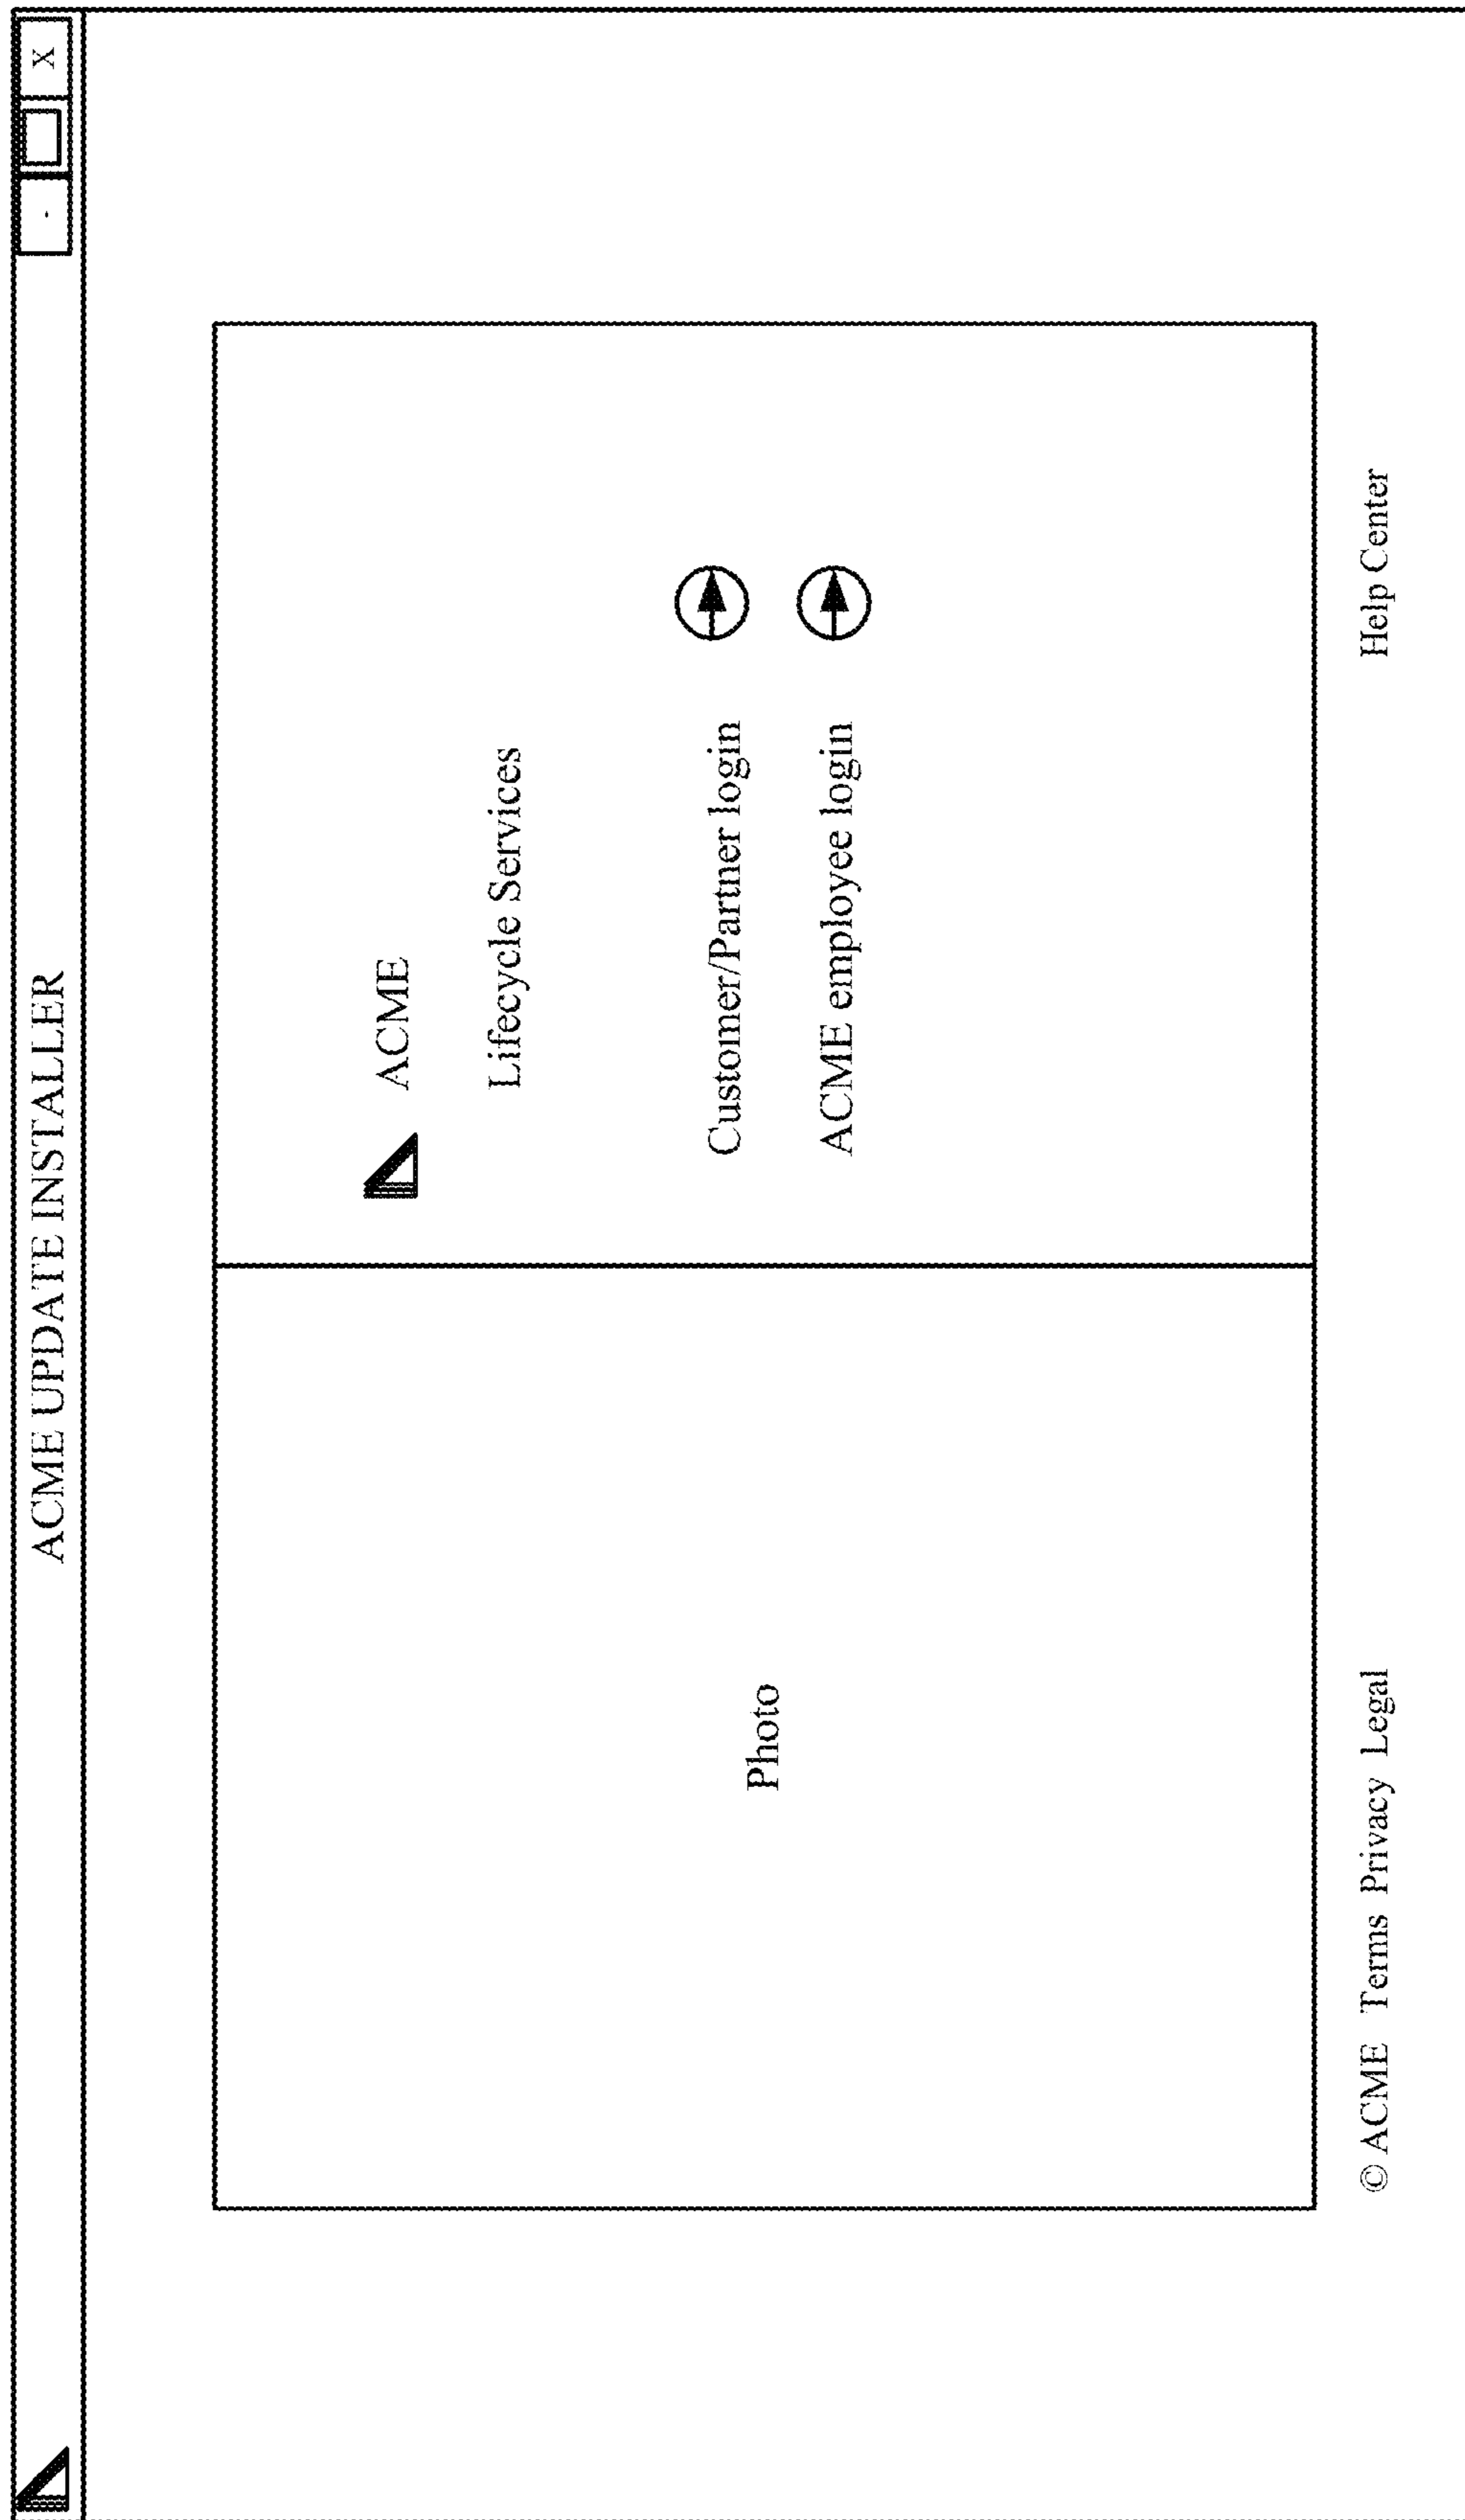 ACME UPDATE INSTALLER
- X
Photo
ACME
Lifecycle Services
Customer/Partner login
ACME employee login
© ACME Terms Privacy Legal
Help Center